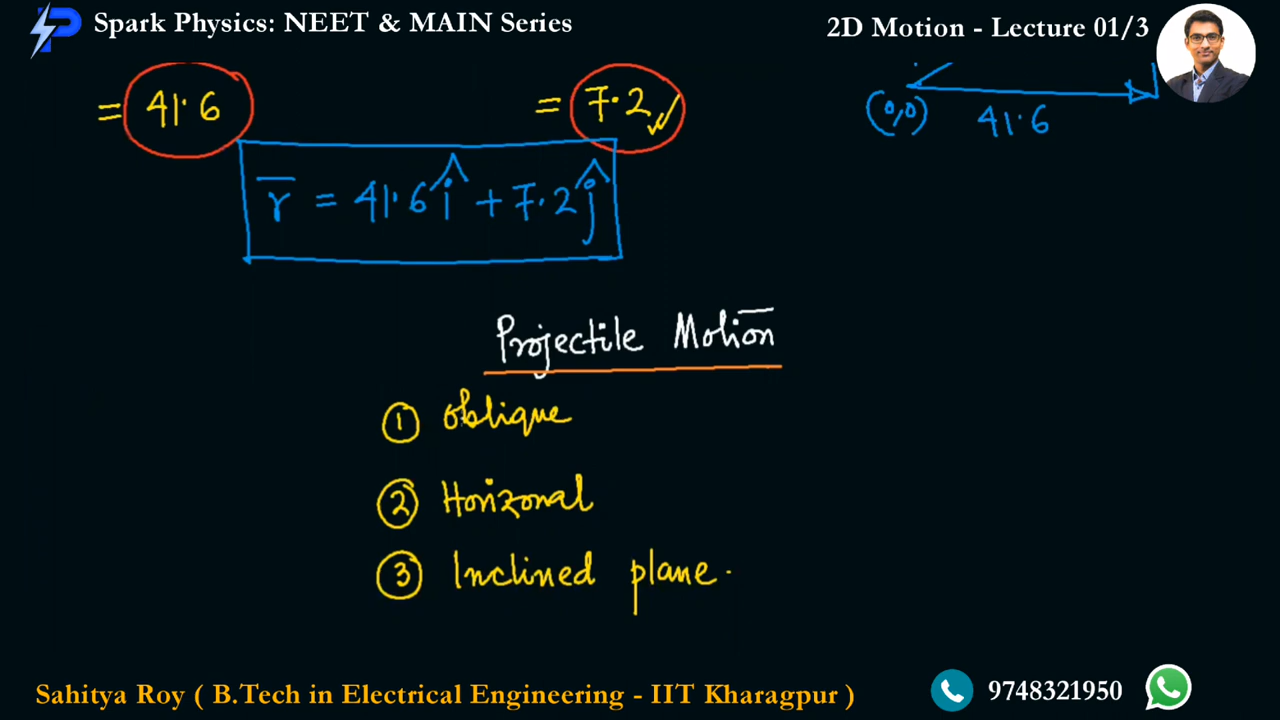 Spark Physics: NEET & MAIN Series
2D Motion - Lecture 01/3
= 41.6
= 7.2
(0,0) 41.6
r̅ = 41.6 î + 7.2 ĵ
Projectile Motion
① Oblique
② Horizonal
③ Inclined plane.
Sahitya Roy ( B.Tech in Electrical Engineering - IIT Kharagpur )
9748321950